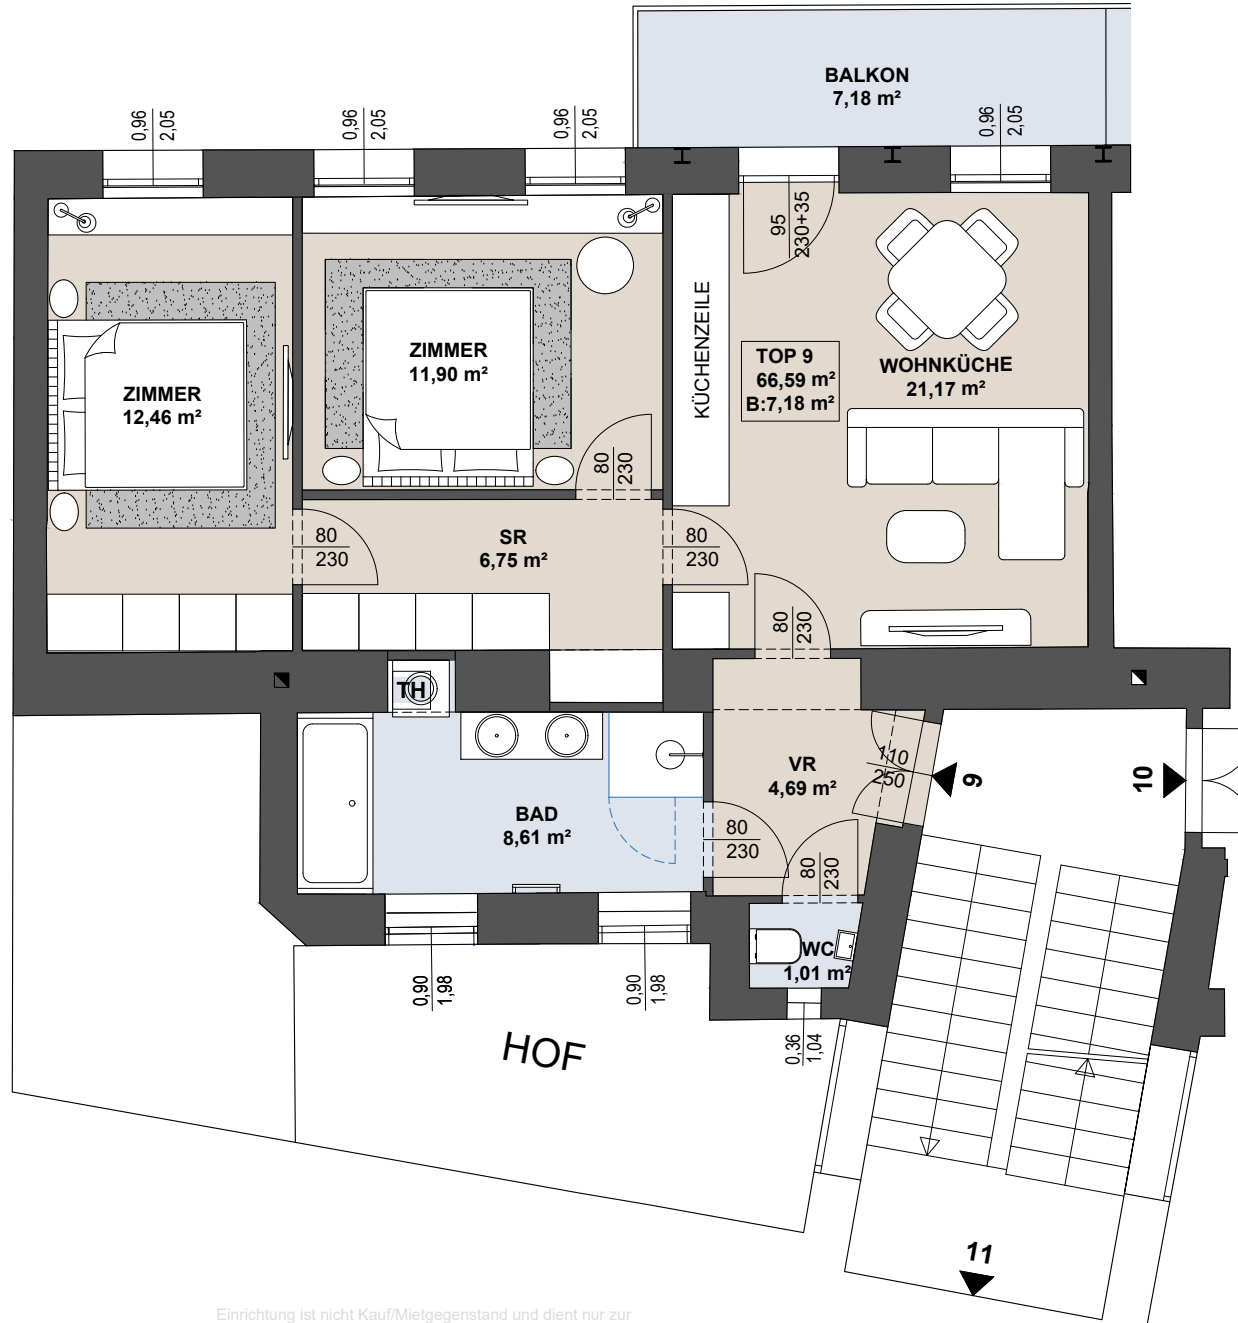 BALKON
7,18 m²
0,96
2,05
0,96
2,05
0,96
2,05
0,96
2,05
95
230+35
KÜCHENZEILE
ZIMMER
12,46 m²
ZIMMER
11,90 m²
TOP 9
66,59 m²
B:7,18 m²
WOHNKÜCHE
21,17 m²
80
230
80
230
SR
6,75 m²
80
230
80
230
TH
BAD
8,61 m²
VR
4,69 m²
110
250
9
10
80
230
80
230
WC
1,01 m²
0,90
1,98
0,90
1,98
0,36
1,04
HOF
11
Einrichtung ist nicht Kauf/Mietgegenstand und dient nur zur